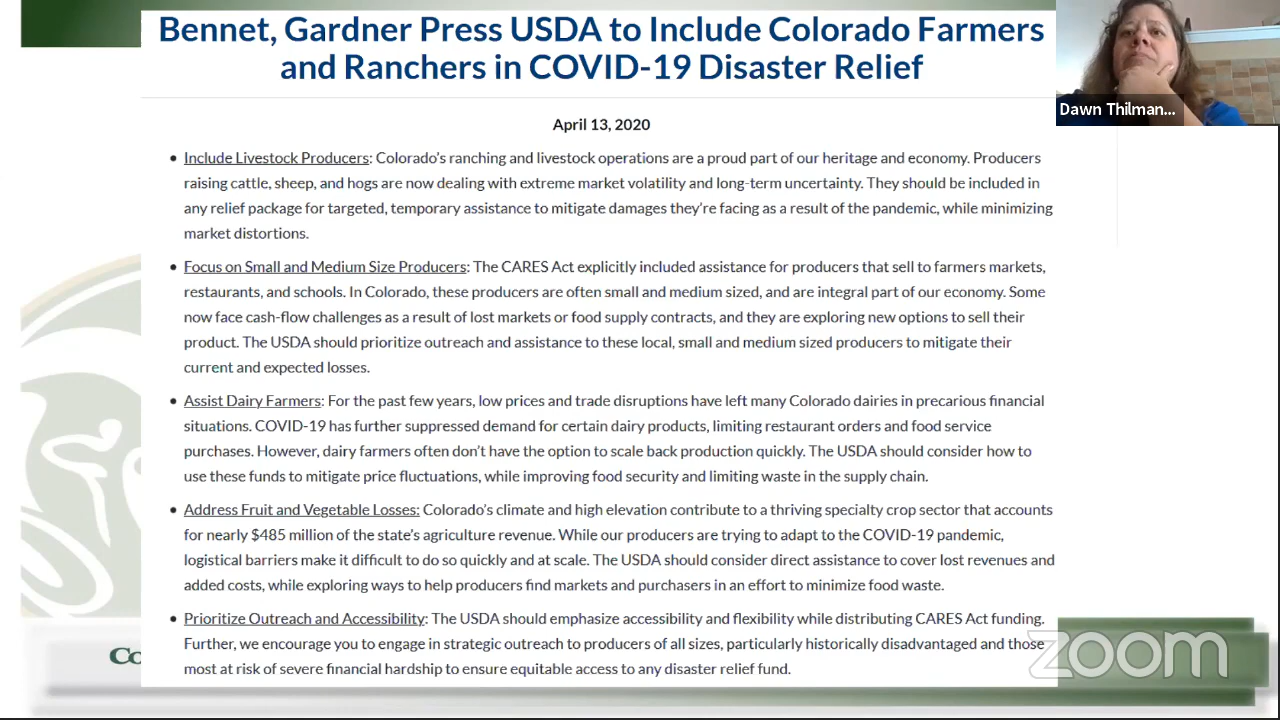 Bennet, Gardner Press USDA to Include Colorado Farmers
and Ranchers in COVID-19 Disaster Relief
Dawn Thilman...
April 13, 2020
• Include Livestock Producers: Colorado's ranching and livestock operations are a proud part of our heritage and economy. Producers
raising cattle, sheep, and hogs are now dealing with extreme market volatility and long-term uncertainty. They should be included in
any relief package for targeted, temporary assistance to mitigate damages they're facing as a result of the pandemic, while minimizing
market distortions.
• Focus on Small and Medium Size Producers: The CARES Act explicitly included assistance for producers that sell to farmers markets,
restaurants, and schools. In Colorado, these producers are often small and medium sized, and are integral part of our economy. Some
now face cash-flow challenges as a result of lost markets or food supply contracts, and they are exploring new options to sell their
product. The USDA should prioritize outreach and assistance to these local, small and medium sized producers to mitigate their
current and expected losses.
• Assist Dairy Farmers: For the past few years, low prices and trade disruptions have left many Colorado dairies in precarious financial
situations. COVID-19 has further suppressed demand for certain dairy products, limiting restaurant orders and food service
purchases. However, dairy farmers often don't have the option to scale back production quickly. The USDA should consider how to
use these funds to mitigate price fluctuations, while improving food security and limiting waste in the supply chain.
• Address Fruit and Vegetable Losses: Colorado's climate and high elevation contribute to a thriving specialty crop sector that accounts
for nearly $485 million of the state's agriculture revenue. While our producers are trying to adapt to the COVID-19 pandemic,
logistical barriers make it difficult to do so quickly and at scale. The USDA should consider direct assistance to cover lost revenues and
added costs, while exploring ways to help producers find markets and purchasers in an effort to minimize food waste.
• Prioritize Outreach and Accessibility: The USDA should emphasize accessibility and flexibility while distributing CARES Act funding.
Further, we encourage you to engage in strategic outreach to producers of all sizes, particularly historically disadvantaged and those
most at risk of severe financial hardship to ensure equitable access to any disaster relief fund.
Co
zoom